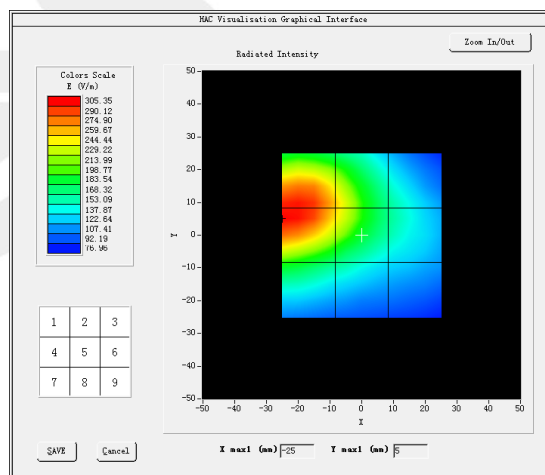 HAC Visualisation Graphical Interface
Zoom In/Out
Radiated Intensity
Colors Scale
E (V/m)
305.35
290.12
274.90
259.67
244.44
229.22
213.99
198.77
183.54
168.32
153.09
137.87
122.64
107.41
92.19
76.96
50
40
30
20
10
0
-10
-20
-30
-40
-50
Y
-50 -40 -30 -20 -10 0 10 20 30 40 50
X
1 2 3
4 5 6
7 8 9
SAVE
Cancel
X max1 (mm) -25
Y max1 (mm) 5